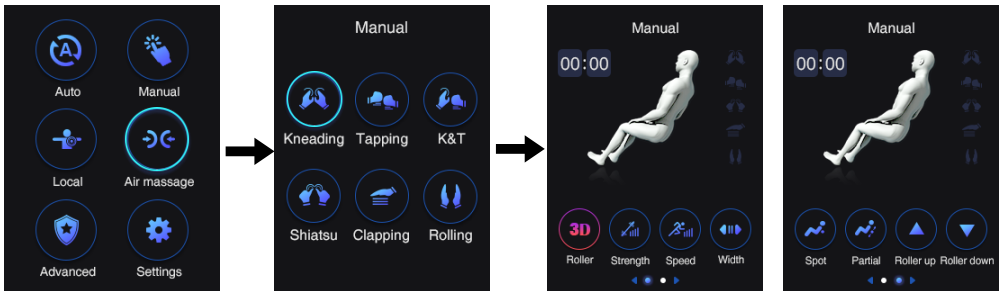 A
Auto
Manual
Local
Air massage
Advanced
Settings
Manual
Kneading
Tapping
K&T
Shiatsu
Clapping
Rolling
Manual
00:00
3D
Roller
Strength
Speed
Width
Manual
00:00
Spot
Partial
Roller up
Roller down